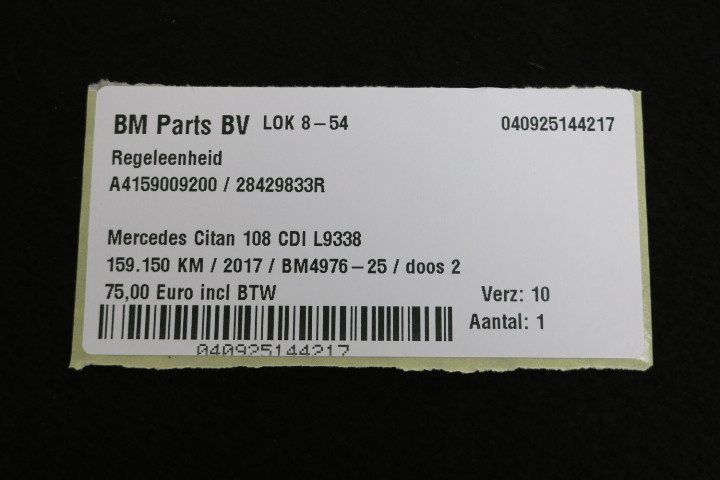 BM Parts BV LOK 8-54 040925144217
Regeleenheid
A4159009200 / 28429833R
Mercedes Citan 108 CDI L9338
159.150 KM / 2017 / BM4976-25 / doos 2
75,00 Euro incl BTW Verz: 10
Aantal: 1
040925144217